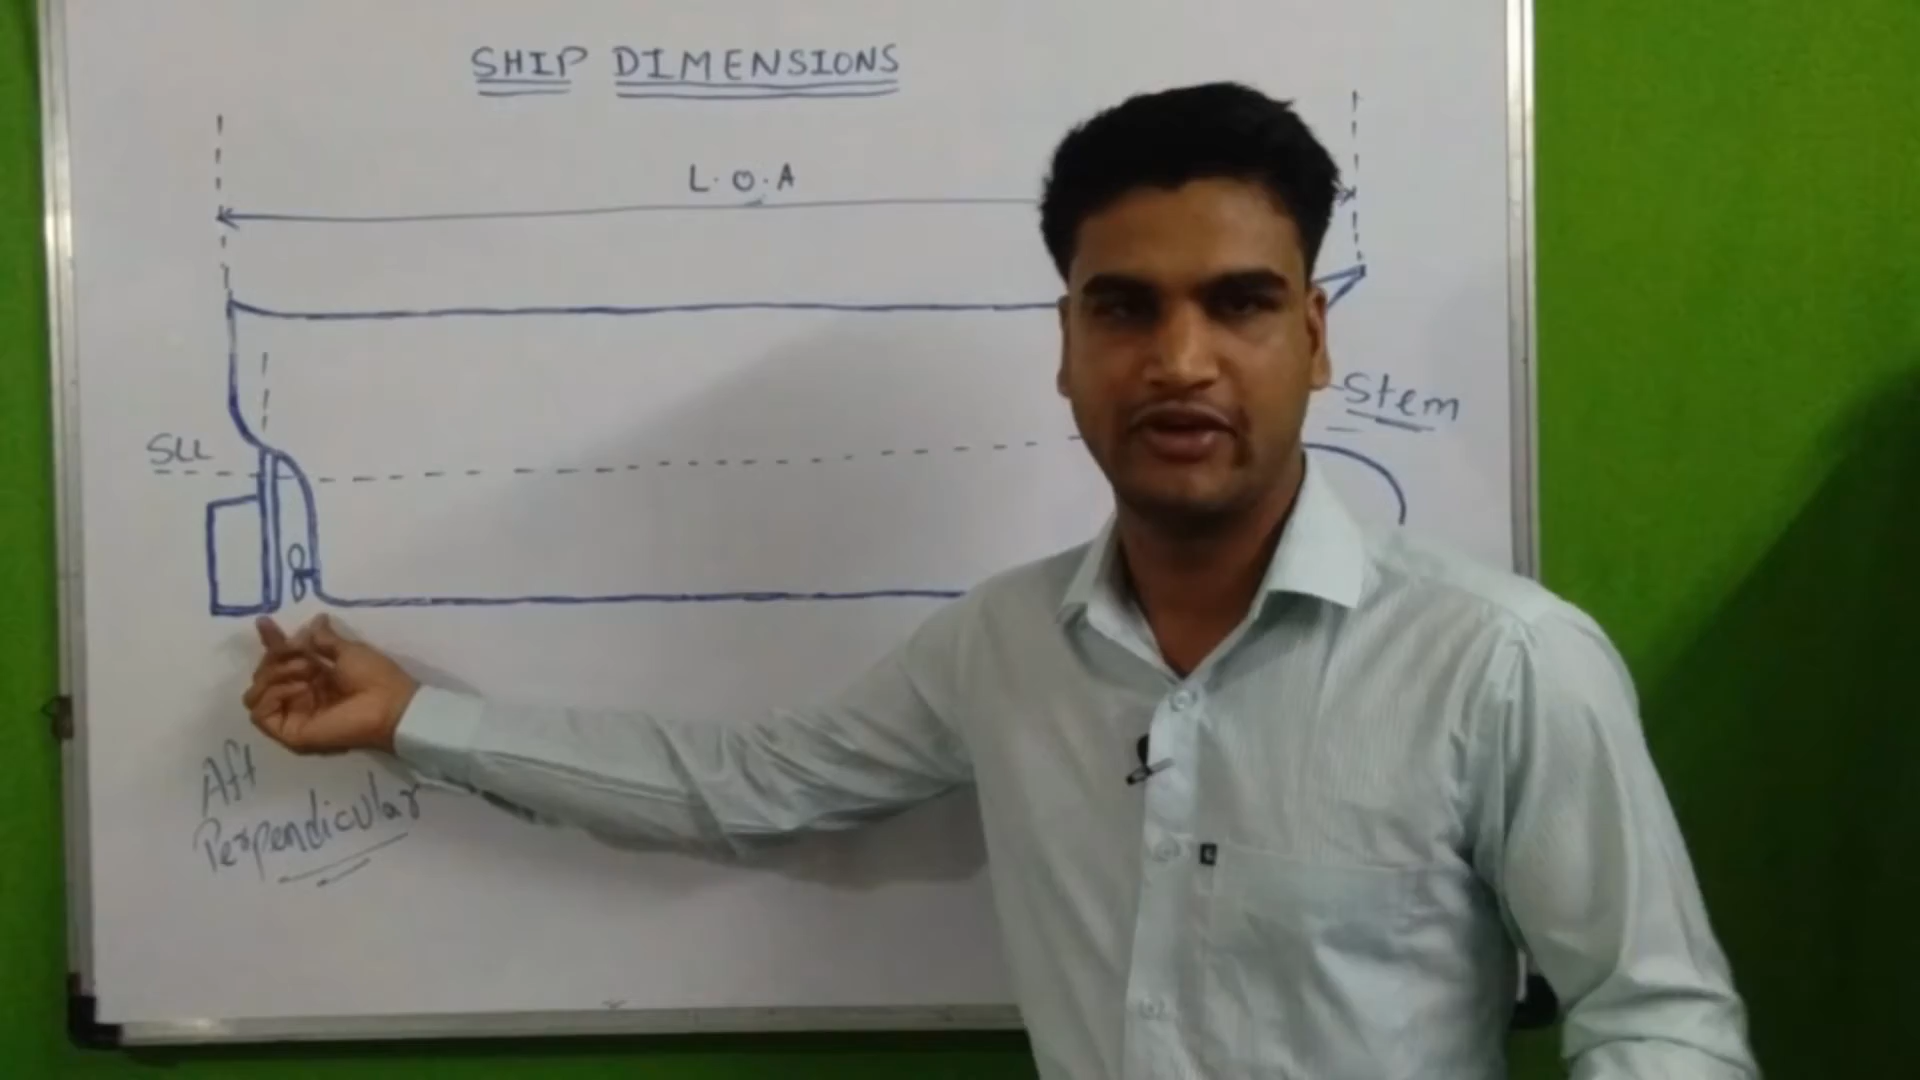 SHIP DIMENSIONS
L.O.A
Stem
SLL
Aft
Perpendicular